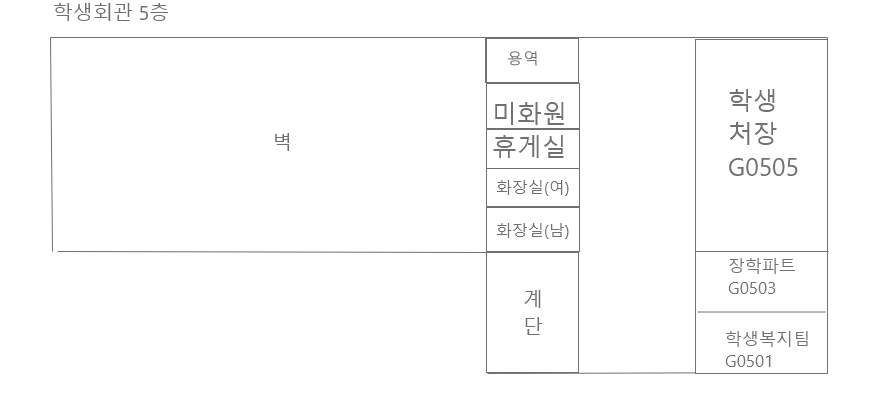 학생회관 5층
용역
미화원
휴게실
화장실(여)
화장실(남)
벽
계
단
학생
처장
G0505
장학파트
G0503
학생복지팀
G0501